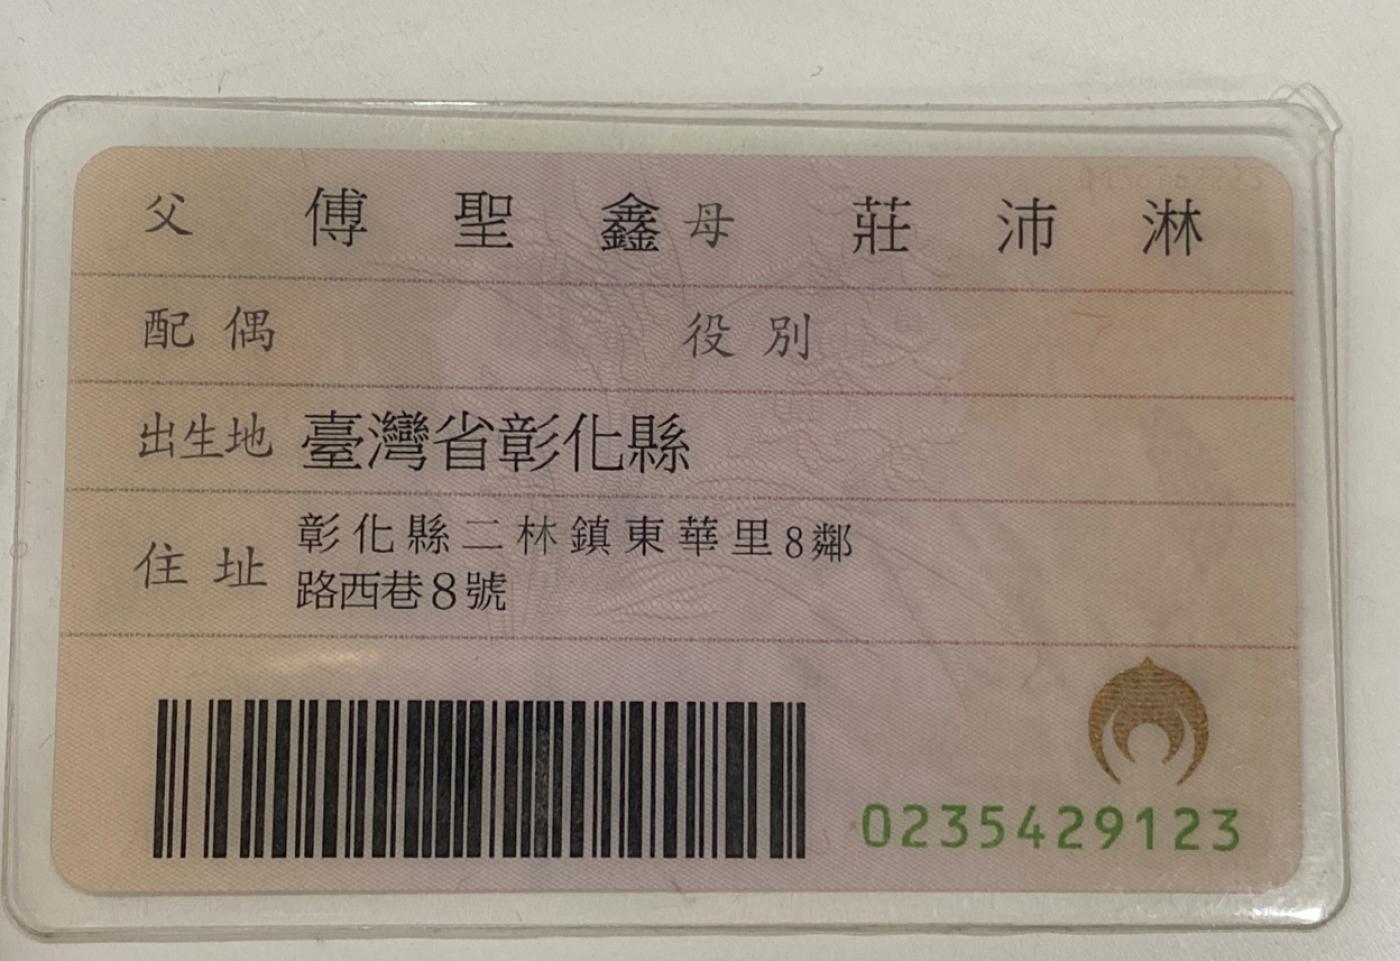 父 傅聖鑫 母 莊沛淋
配偶 役別
出生地 臺灣省彰化縣
住址 彰化縣二林鎮東華里8鄰
路西巷8號
0235429123